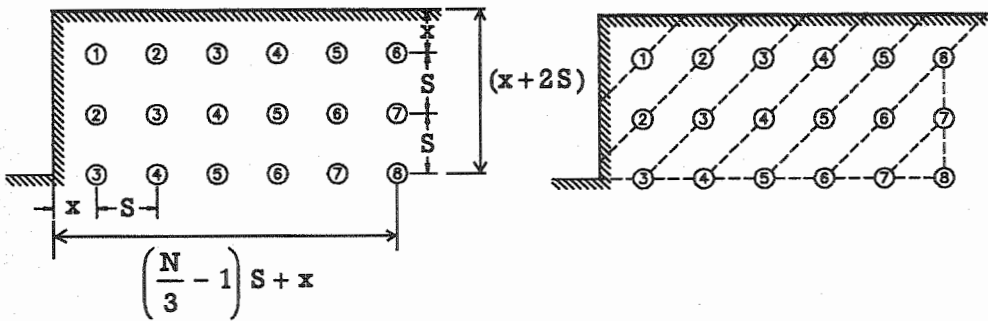 ① ② ③ ④ ⑤ ⑥
② ③ ④ ⑤ ⑥ ⑦
③ ④ ⑤ ⑥ ⑦ ⑧
x
S
S
(x+2S)
x S
(N/3 − 1) S + x
① ② ③ ④ ⑤ ⑥
② ③ ④ ⑤ ⑥ ⑦
③ ④ ⑤ ⑥ ⑦ ⑧